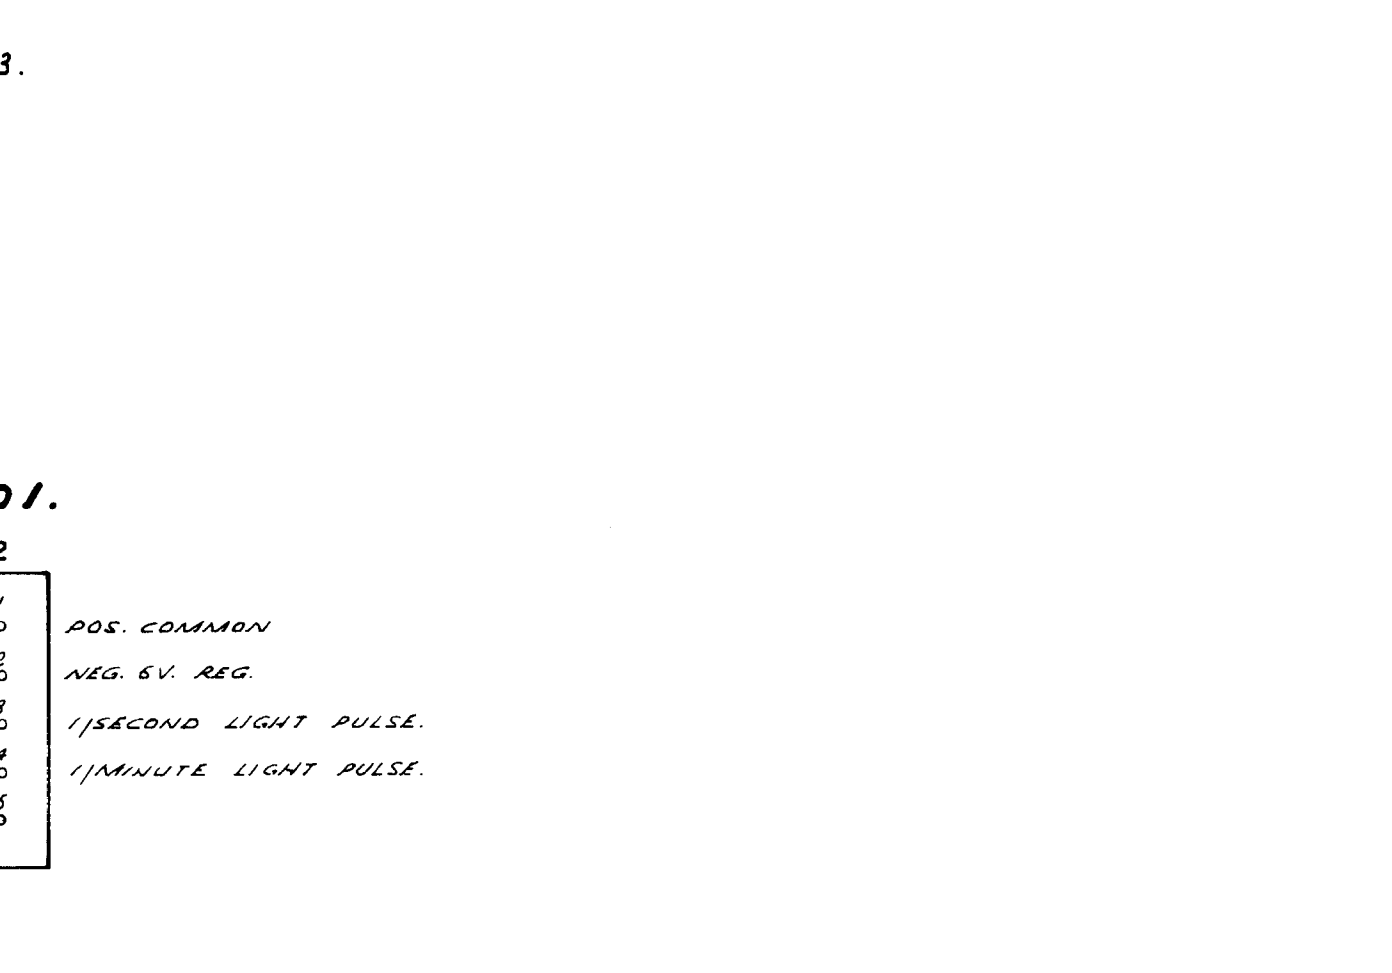 3.
01.
2
1
POS. COMMON
2
NEG. 6V. REG.
3
1/SECOND LIGHT PULSE.
4
1/MINUTE LIGHT PULSE.
5